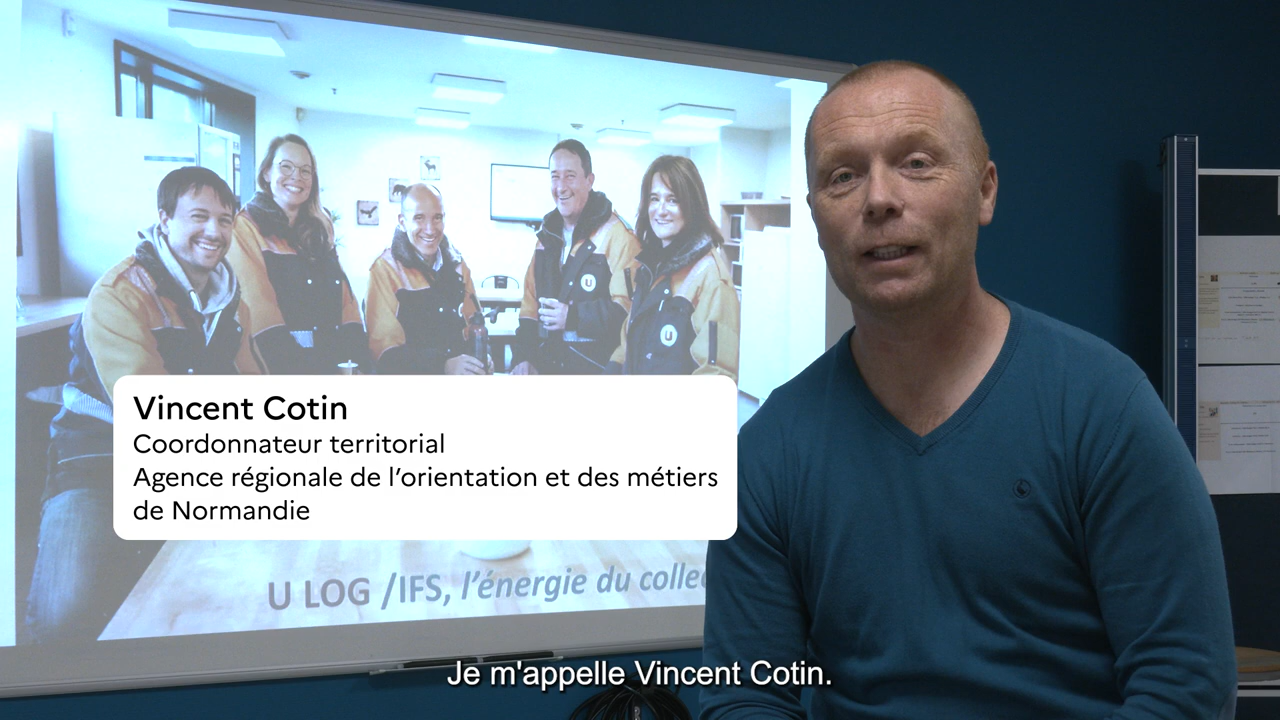 U
U
Vincent Cotin
Coordonnateur territorial
Agence régionale de l’orientation et des métiers
de Normandie
U LOG /IFS, l’énergie du
Je m'appelle Vincent Cotin.